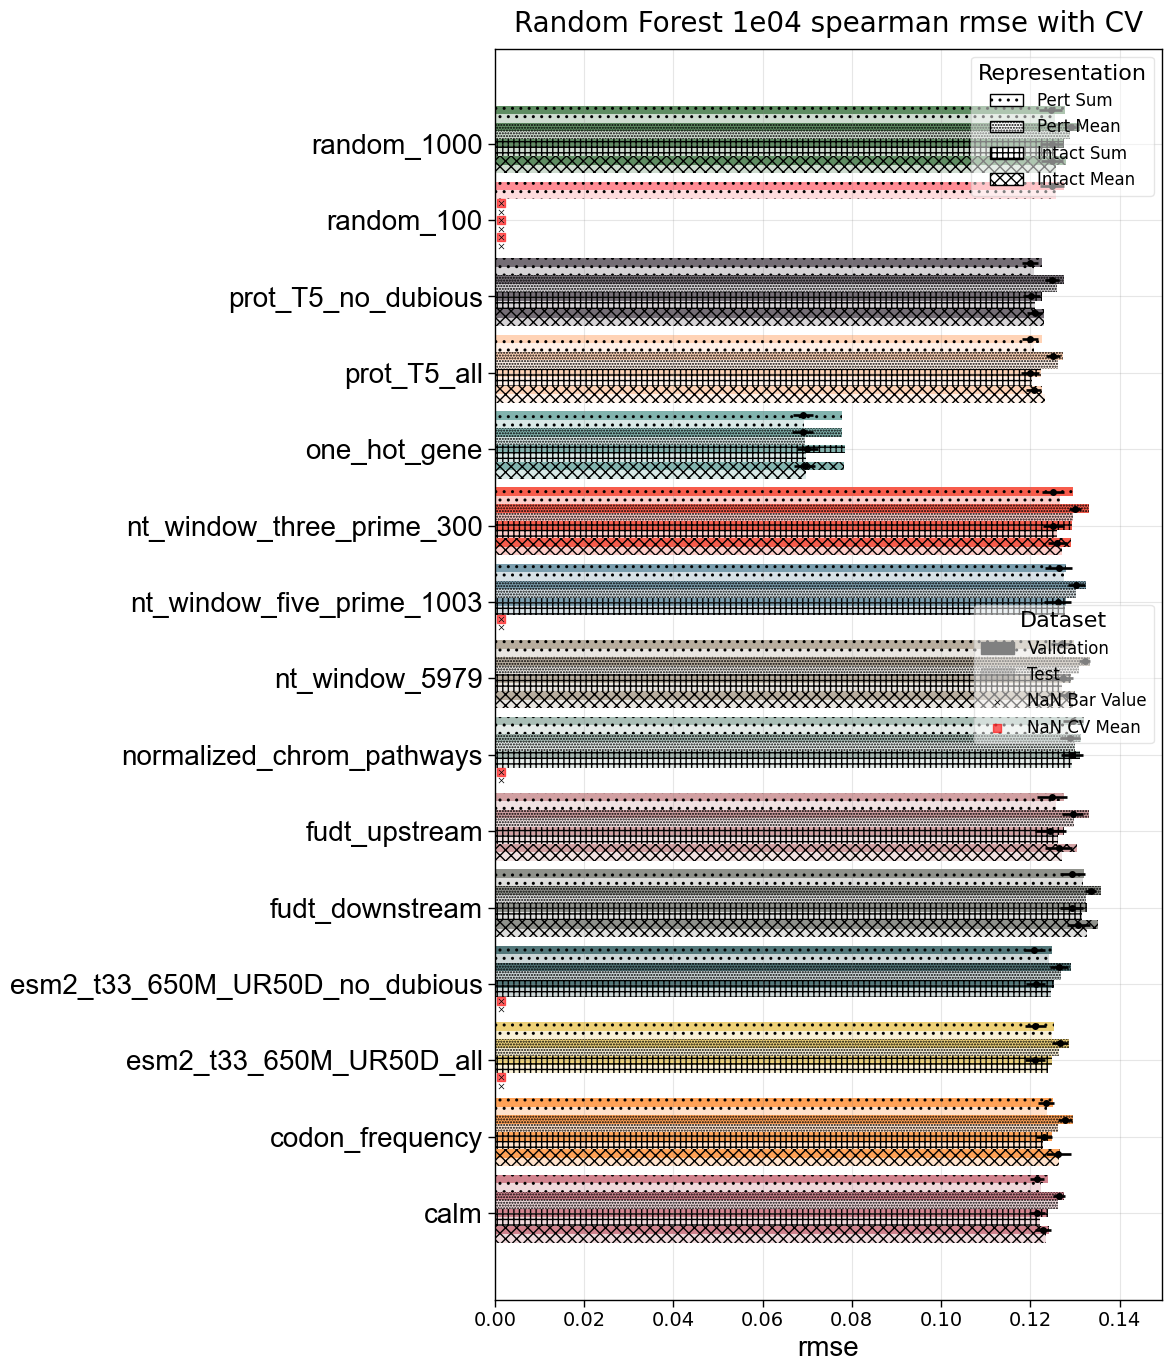 Random Forest 1e04 spearman rmse with CV
Representation
Pert Sum
Pert Mean
Intact Sum
Intact Mean
random_1000
random_100
prot_T5_no_dubious
prot_T5_all
one_hot_gene
nt_window_three_prime_300
nt_window_five_prime_1003
Dataset
Validation
Test
NaN Bar Value
NaN CV Mean
nt_window_5979
normalized_chrom_pathways
fudt_upstream
fudt_downstream
esm2_t33_650M_UR50D_no_dubious
esm2_t33_650M_UR50D_all
codon_frequency
calm
0.00 0.02 0.04 0.06 0.08 0.10 0.12 0.14
rmse